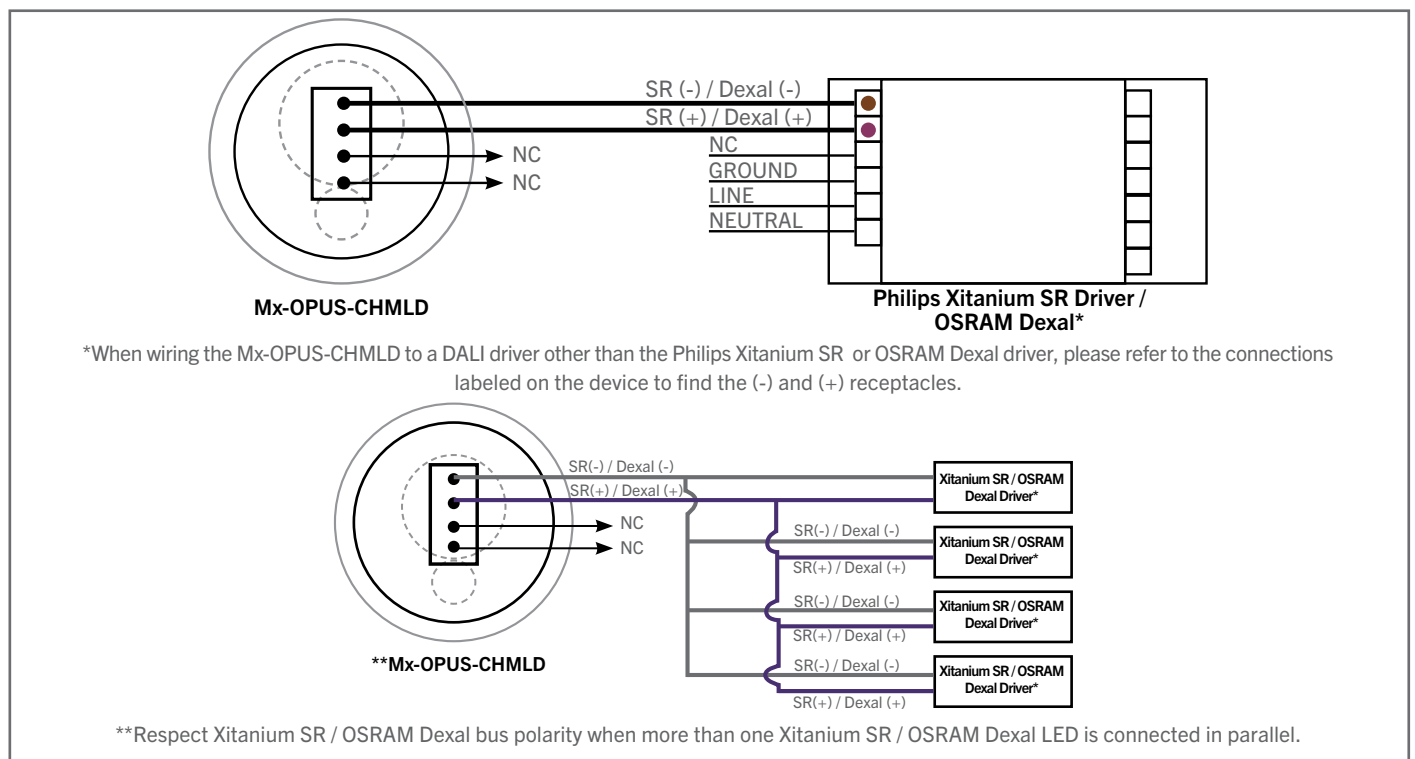 SR (-) / Dexal (-)
SR (+) / Dexal (+)
NC
NC
NC
GROUND
LINE
NEUTRAL
Mx-OPUS-CHMLD
Philips Xitanium SR Driver /
OSRAM Dexal*
*When wiring the Mx-OPUS-CHMLD to a DALI driver other than the Philips Xitanium SR or OSRAM Dexal driver, please refer to the connections
labeled on the device to find the (-) and (+) receptacles.
SR(-) / Dexal (-)
SR(+) / Dexal (+)
NC
NC
Xitanium SR / OSRAM
Dexal Driver*
SR(-) / Dexal (-)
SR(+) / Dexal (+)
Xitanium SR / OSRAM
Dexal Driver*
SR(-) / Dexal (-)
SR(+) / Dexal (+)
Xitanium SR / OSRAM
Dexal Driver*
SR(-) / Dexal (-)
SR(+) / Dexal (+)
Xitanium SR / OSRAM
Dexal Driver*
**Mx-OPUS-CHMLD
**Respect Xitanium SR / OSRAM Dexal bus polarity when more than one Xitanium SR / OSRAM Dexal LED is connected in parallel.